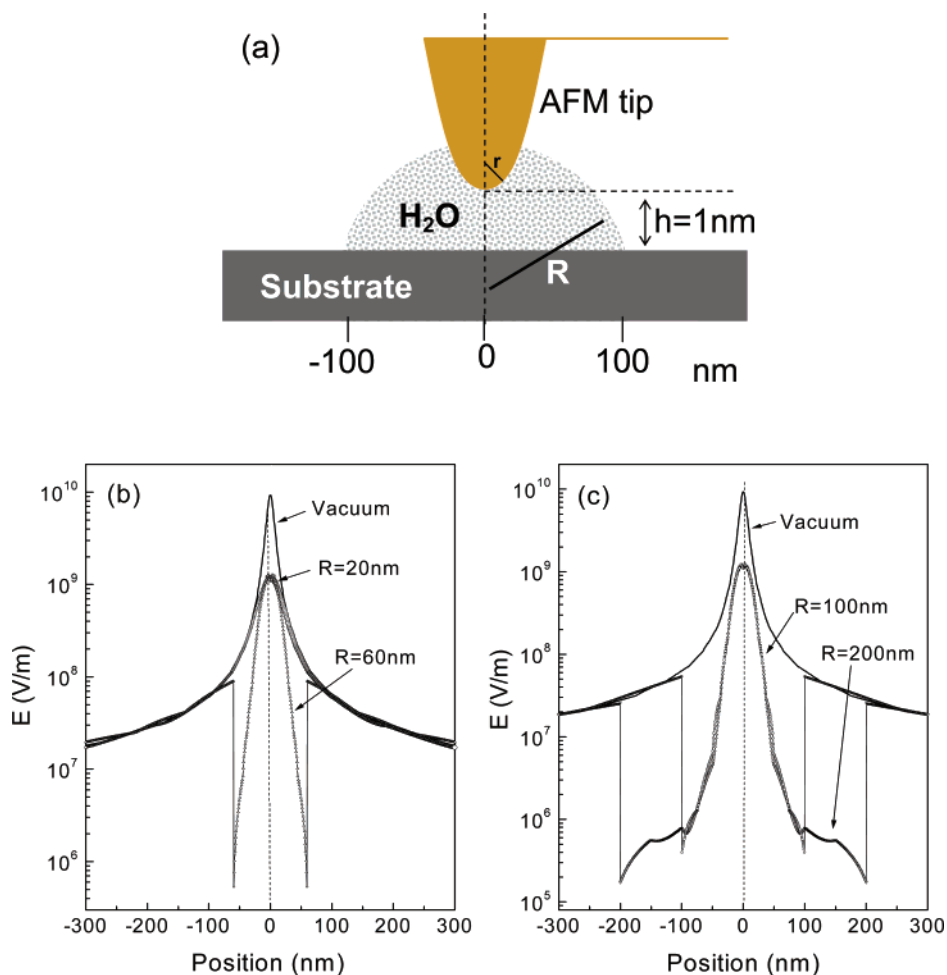 (a)
AFM tip
r
H₂O
h=1nm
R
Substrate
-100 0 100 nm
(b)
E (V/m)
10¹⁰
10⁹
10⁸
10⁷
10⁶
Vacuum
R=20nm
R=60nm
-300 -200 -100 0 100 200 300
Position (nm)
(c)
E (V/m)
10¹⁰
10⁹
10⁸
10⁷
10⁶
10⁵
Vacuum
R=100nm
R=200nm
-300 -200 -100 0 100 200 300
Position (nm)